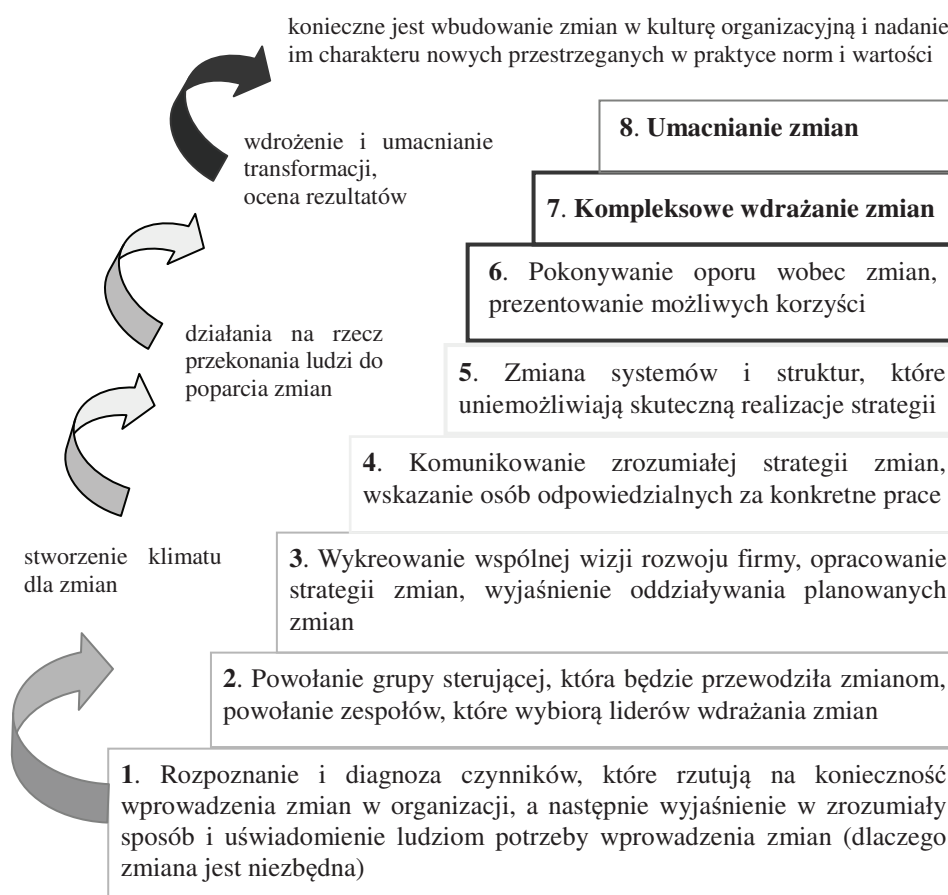 konieczne jest wbudowanie zmian w kulturę organizacyjną i nadanie
im charakteru nowych przestrzeganych w praktyce norm i wartości
8. Umacnianie zmian
wdrożenie i umacnianie
transformacji,
ocena rezultatów
7. Kompleksowe wdrażanie zmian
6. Pokonywanie oporu wobec zmian,
prezentowanie możliwych korzyści
działania na rzecz
przekonania ludzi do
poparcia zmian
5. Zmiana systemów i struktur, które
uniemożliwiają skuteczną realizacje strategii
4. Komunikowanie zrozumiałej strategii zmian,
wskazanie osób odpowiedzialnych za konkretne prace
stworzenie klimatu
dla zmian
3. Wykreowanie wspólnej wizji rozwoju firmy, opracowanie
strategii zmian, wyjaśnienie oddziaływania planowanych
zmian
2. Powołanie grupy sterującej, która będzie przewodziła zmianom,
powołanie zespołów, które wybiorą liderów wdrażania zmian
1. Rozpoznanie i diagnoza czynników, które rzutują na konieczność
wprowadzenia zmian w organizacji, a następnie wyjaśnienie w zrozumiały
sposób i uświadomienie ludziom potrzeby wprowadzenia zmian (dlaczego
zmiana jest niezbędna)